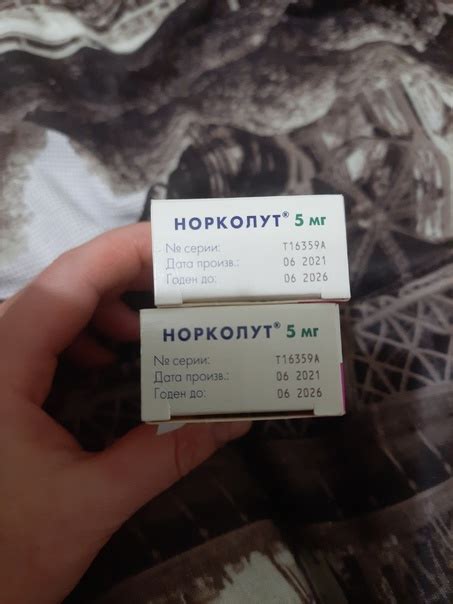 НОРКОЛУТ® 5 мг
№ серии: T16359A
Дата произв.: 06 2021
Годен до: 06 2026
НОРКОЛУТ® 5 мг
№ серии: T16359A
Дата произв.: 06 2021
Годен до: 06 2026